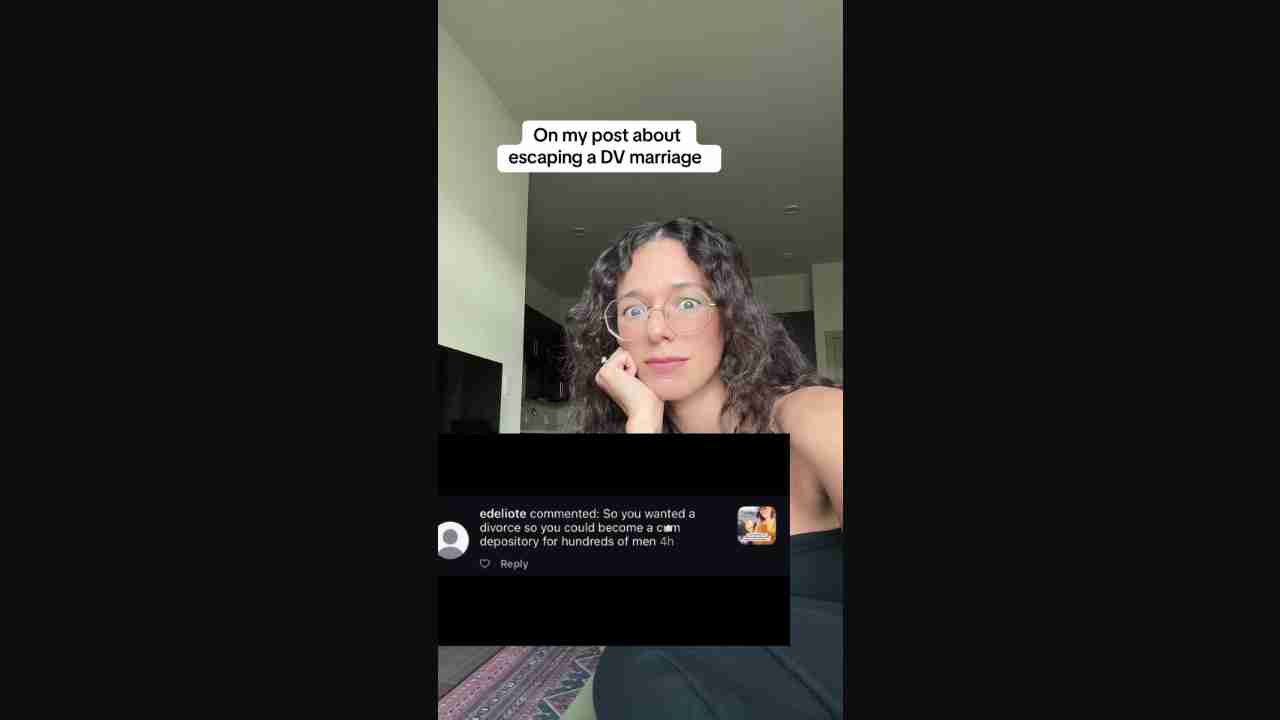 On my post about
escaping a DV marriage
edeliote commented: So you wanted a
divorce so you could become a cum
depository for hundreds of men 4h
Reply